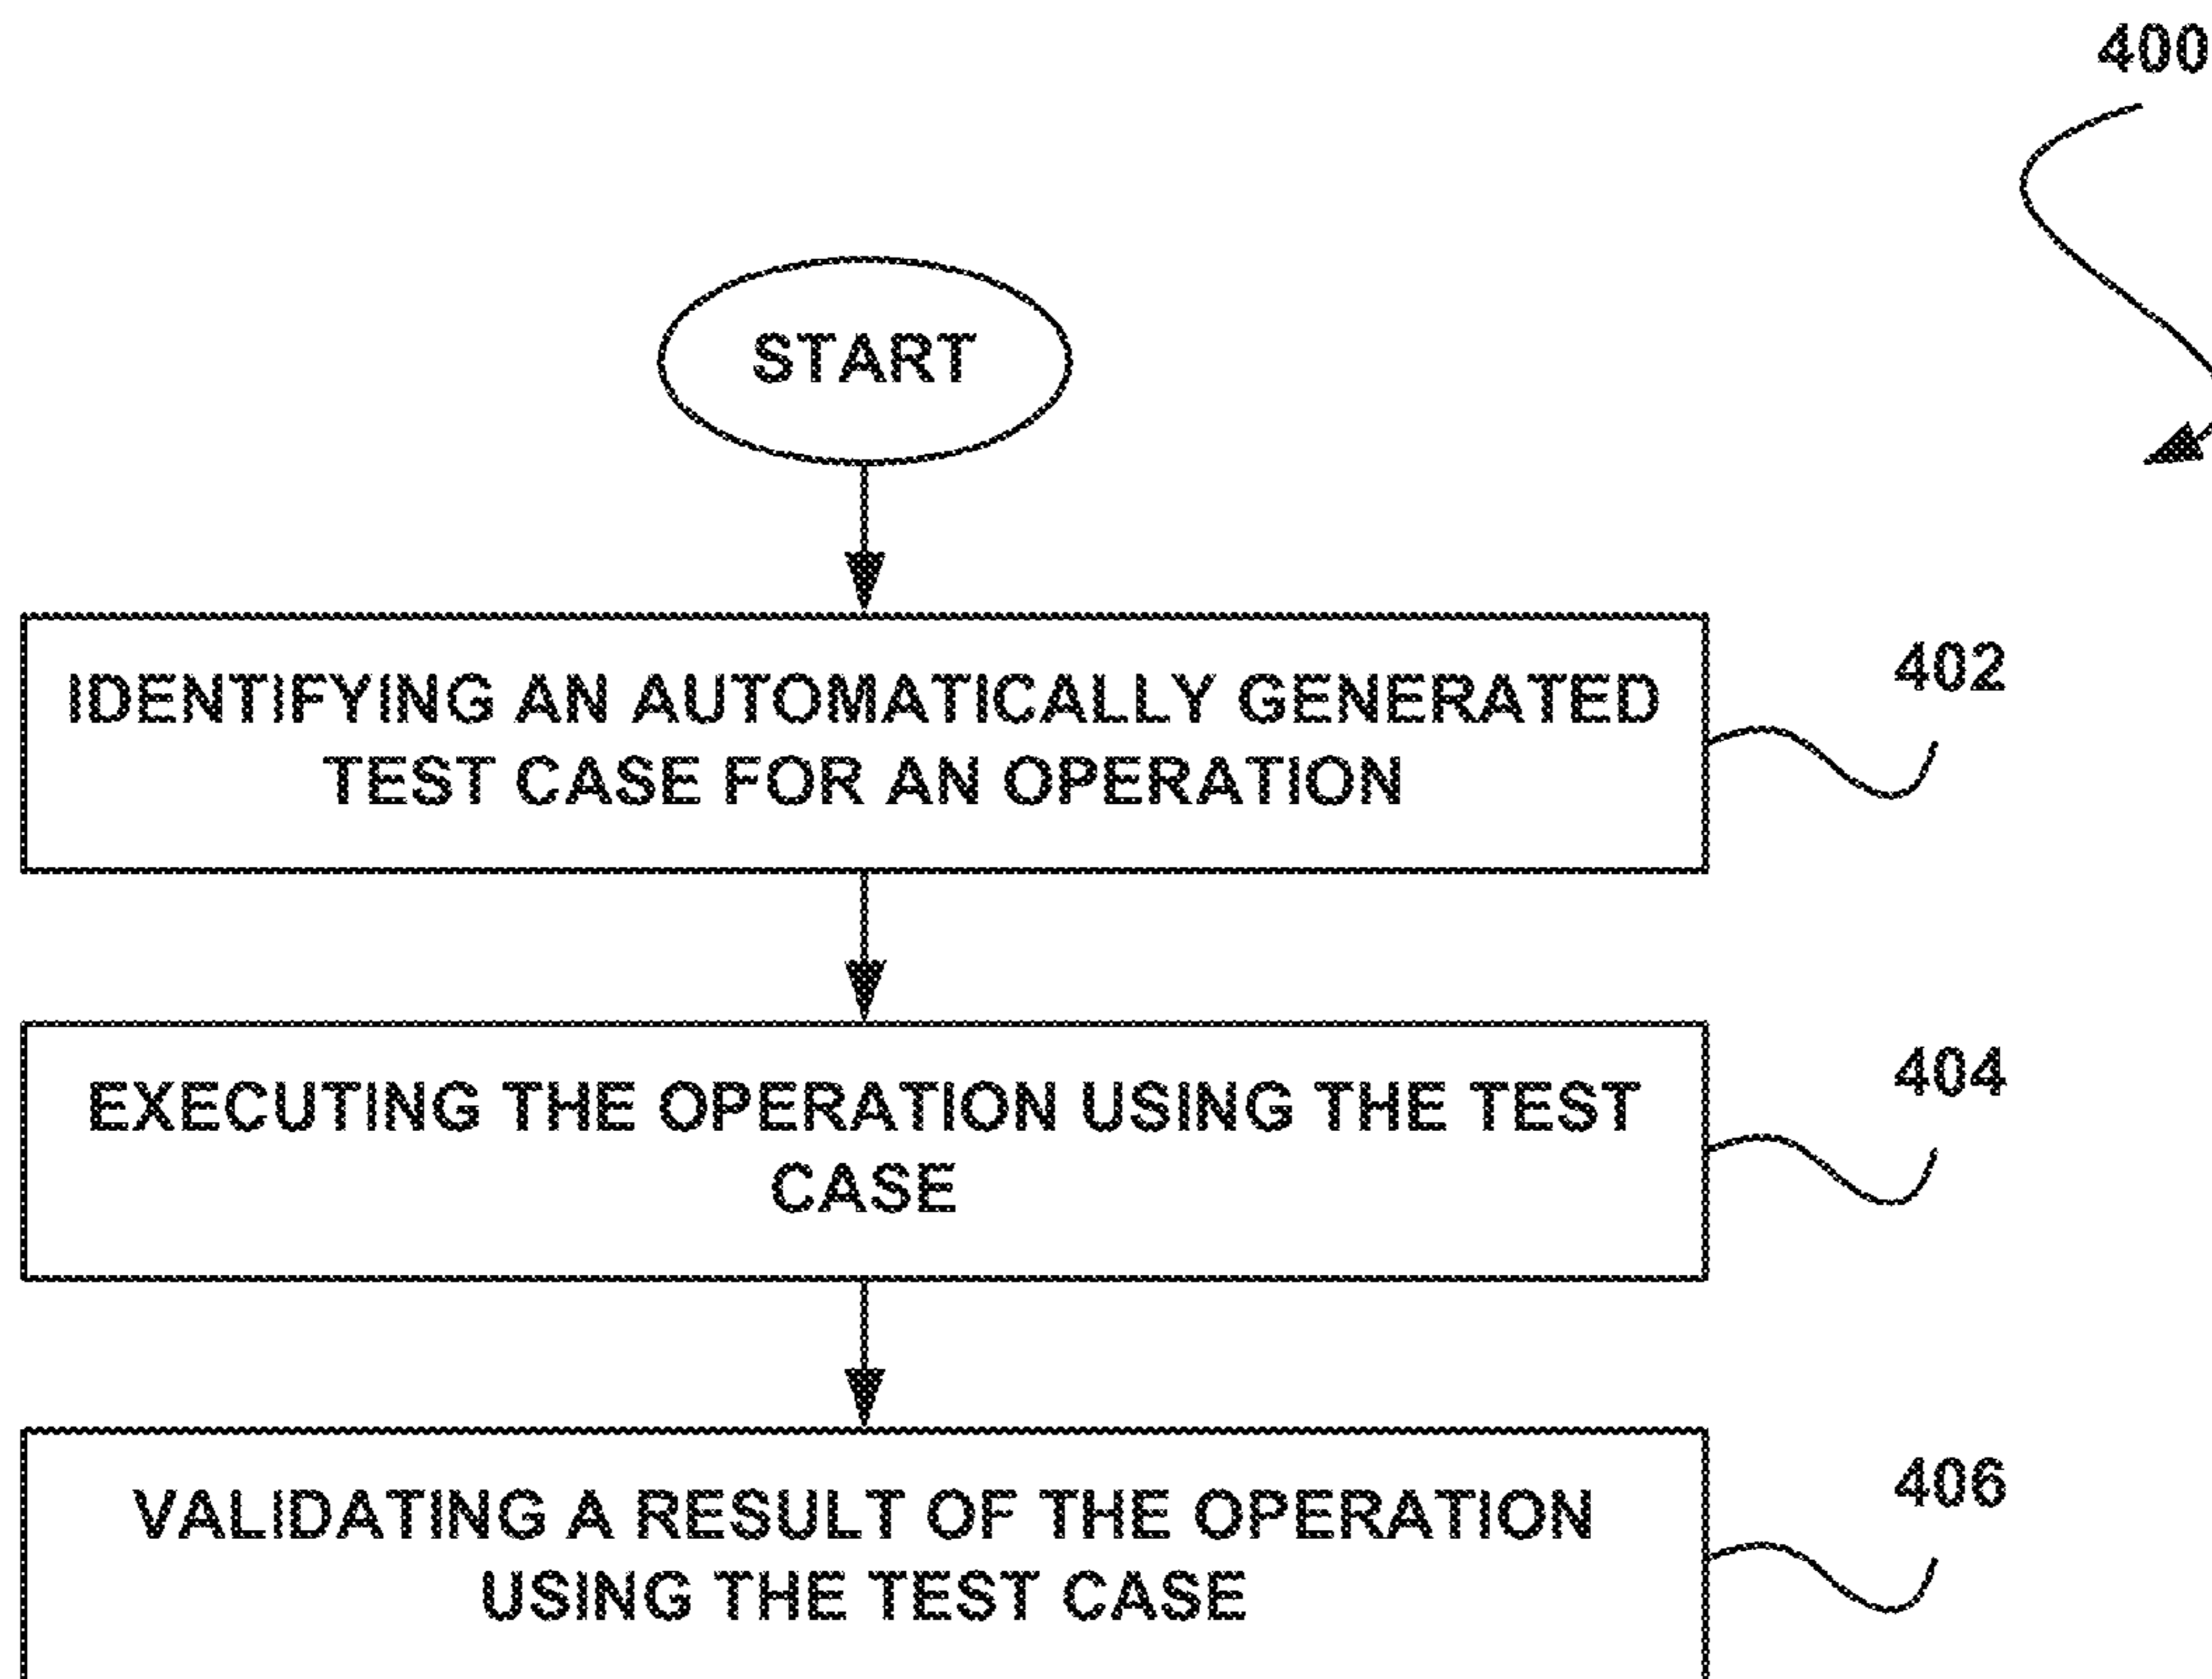 400
START
IDENTIFYING AN AUTOMATICALLY GENERATED
TEST CASE FOR AN OPERATION
402
EXECUTING THE OPERATION USING THE TEST
CASE
404
VALIDATING A RESULT OF THE OPERATION
USING THE TEST CASE
406